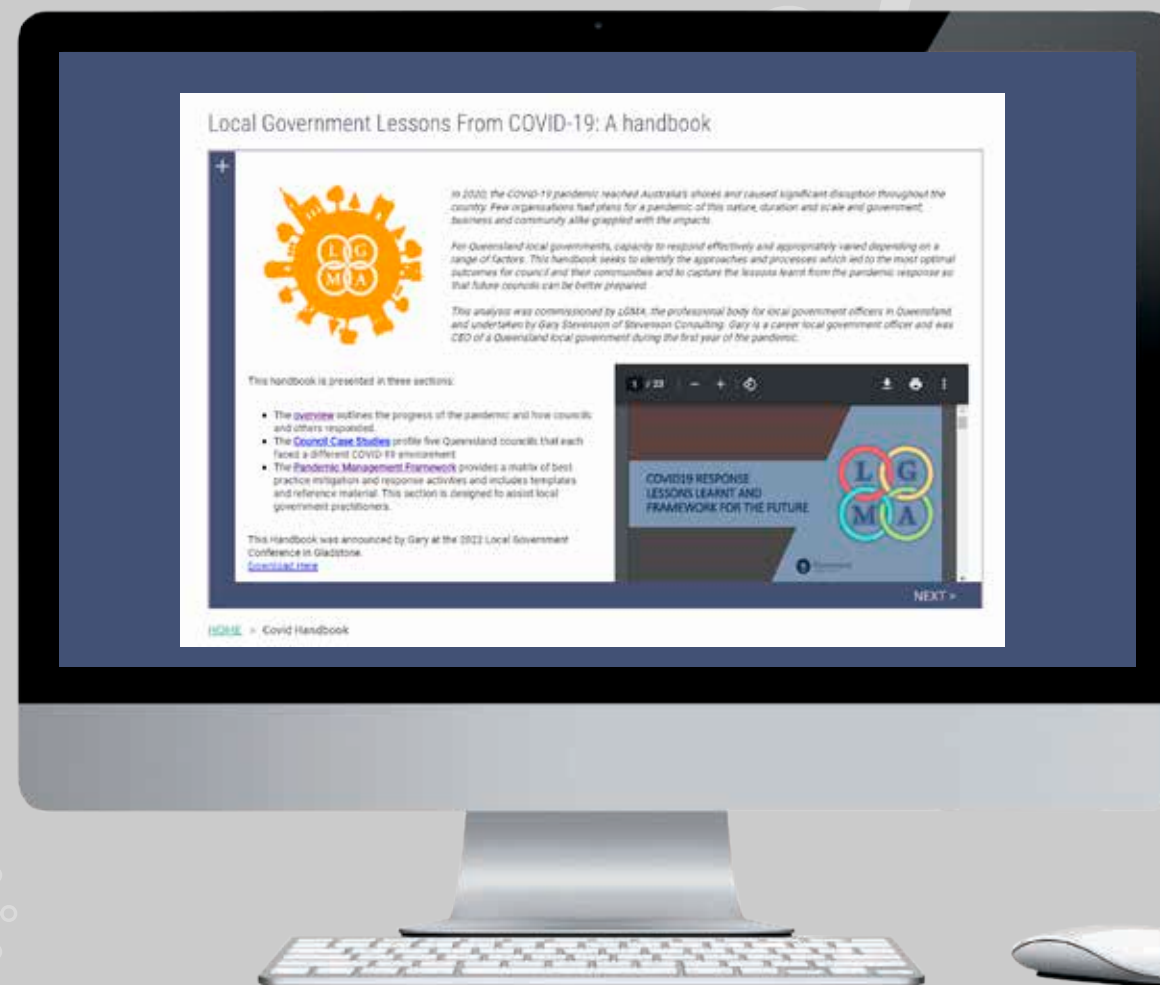 Local Government Lessons From COVID-19: A handbook
+
L G
M A
In 2020, the COVID-19 pandemic reached Australia's shores and caused significant disruption throughout the
country. Few organisations had plans for a pandemic of this nature, duration and scale and government,
business and community alike grappled with the impacts.
For Queensland local governments, capacity to respond effectively and appropriately varied depending on a
range of factors. This handbook seeks to identify the approaches and processes which led to the most optimal
outcomes for council and their communities and to capture the lessons learnt from the pandemic response so
that future councils can be better prepared.
This analysis was commissioned by LGMA, the professional body for local government officers in Queensland
and undertaken by Gary Stevenson of Stevenson Consulting. Gary is a career local government officer and was
CEO of a Queensland local government during the first year of the pandemic.
This handbook is presented in three sections:
• The overview outlines the progress of the pandemic and how councils
and others responded.
• The Council Case Studies profile five Queensland councils that each
faced a different COVID-19 environment
• The Pandemic Management Framework provides a matrix of best
practice mitigation and response activities and includes templates
and reference material. This section is designed to assist local
government practitioners.
This Handbook was announced by Gary at the 2022 Local Government
Conference in Gladstone.
Download Here
1 / 23 − +
COVID19 RESPONSE
LESSONS LEARNT AND
FRAMEWORK FOR THE FUTURE
L G
M A
NEXT >
HOME > Covid Handbook